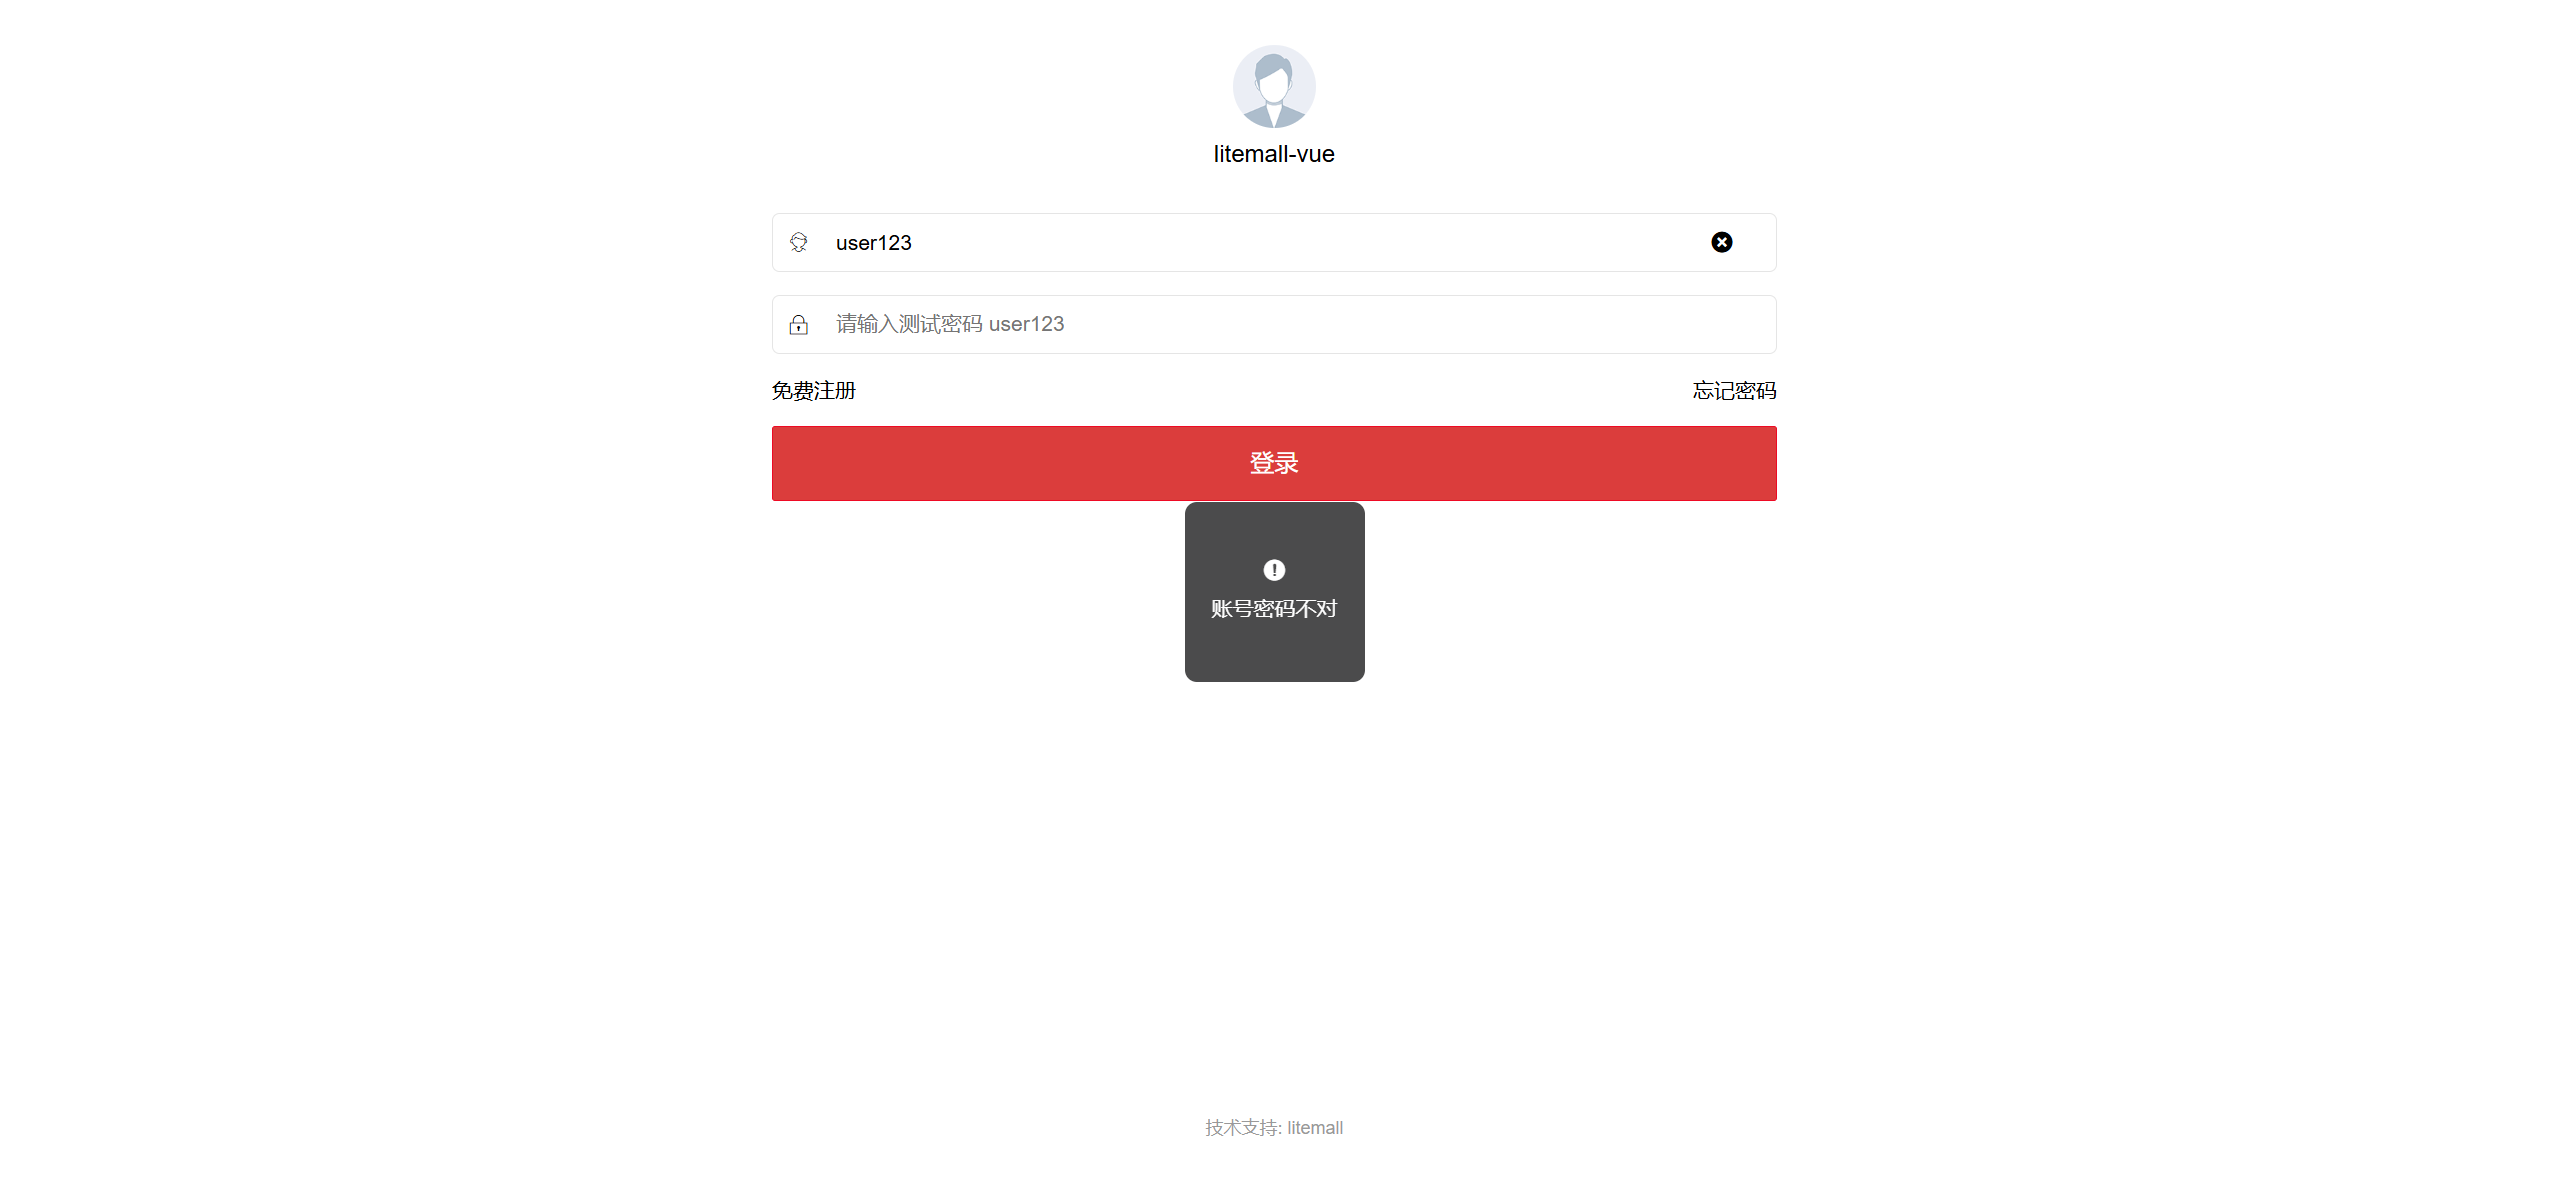 litemall-vue
user123
请输入测试密码 user123
免费注册
忘记密码
登录
账号密码不对
技术支持: litemall